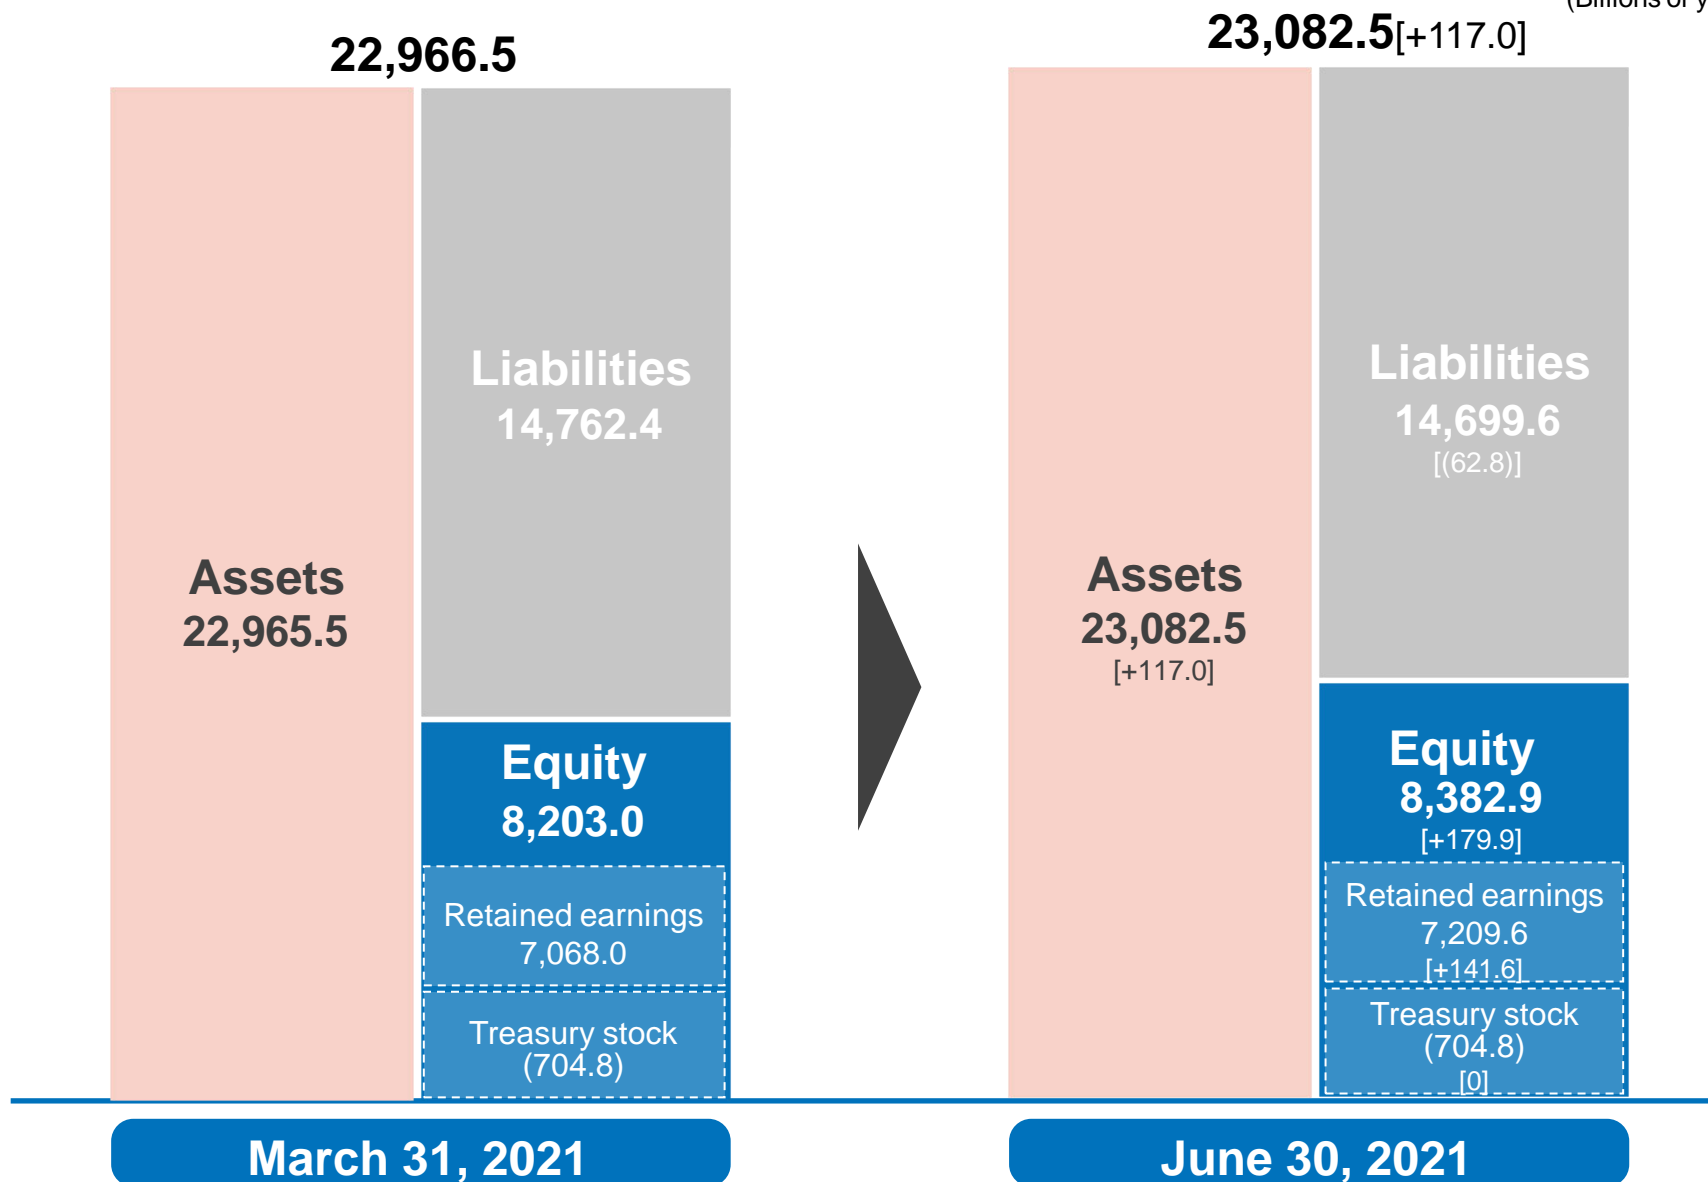 (Billions of y
22,966.5
Liabilities
14,762.4
Assets
22,965.5
Equity
8,203.0
Retained earnings
7,068.0
Treasury stock
(704.8)
March 31, 2021
23,082.5[+117.0]
Liabilities
14,699.6
[(62.8)]
Assets
23,082.5
[+117.0]
Equity
8,382.9
[+179.9]
Retained earnings
7,209.6
[+141.6]
Treasury stock
(704.8)
[0]
June 30, 2021